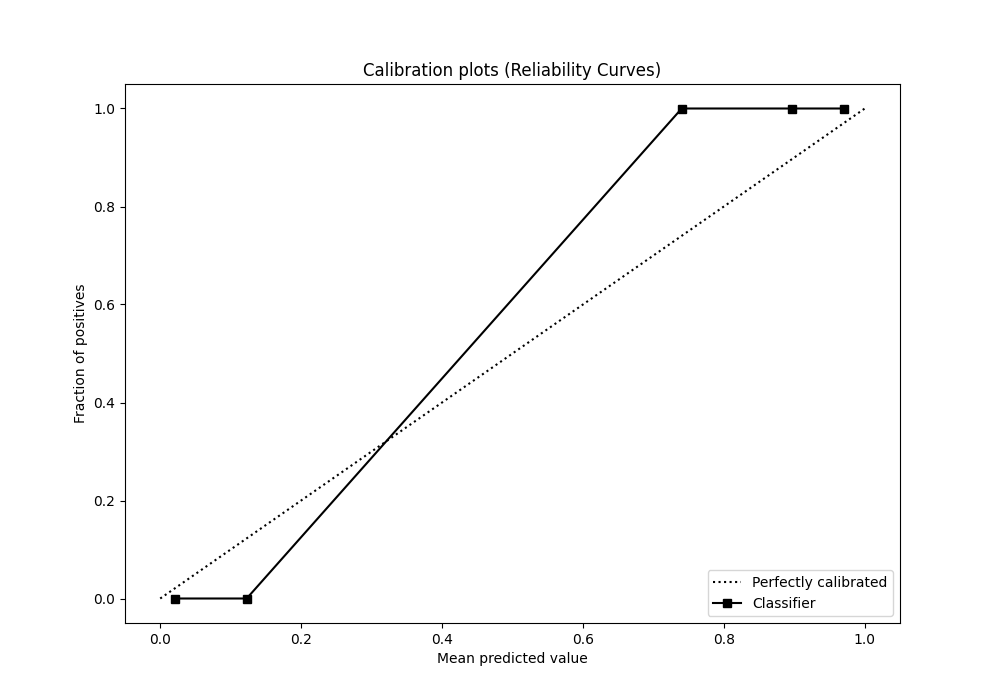 Calibration plots (Reliability Curves)
1.0
0.8
0.6
0.4
0.2
0.0
Fraction of positives
0.0 0.2 0.4 0.6 0.8 1.0
Mean predicted value
Perfectly calibrated
Classifier